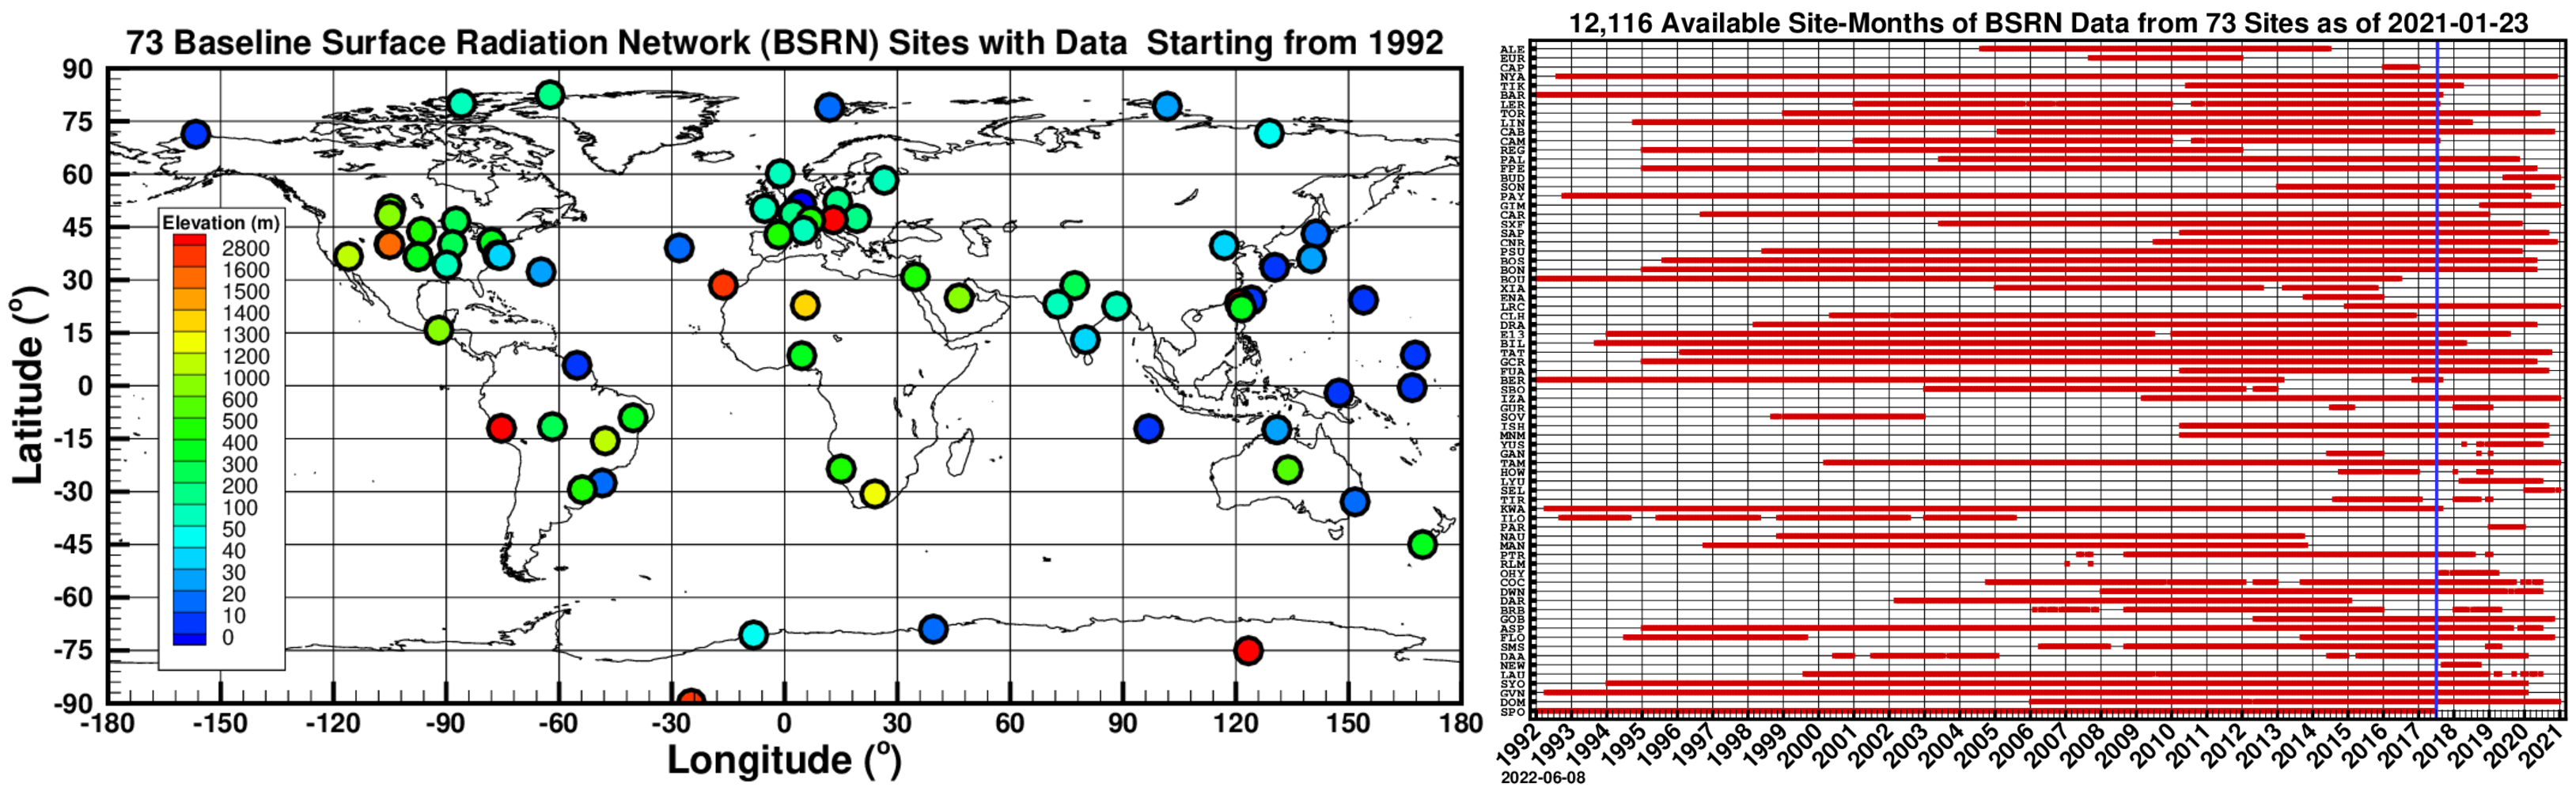 73 Baseline Surface Radiation Network (BSRN) Sites with Data  Starting from 1992
90
75
60
45
30
15
0
-15
-30
-45
-60
-75
-90
Latitude (°)
Elevation (m)
2800
1600
1500
1400
1300
1200
1000
600
500
400
300
200
100
50
40
30
20
10
0
-180 -150 -120 -90 -60 -30 0 30 60 90 120 150 180
Longitude (°)
12,116 Available Site-Months of BSRN Data from 73 Sites as of 2021-01-23
ALE
EUR
CAP
NYA
TIK
BAR
LER
TOR
LIN
CAB
CAM
REG
PAL
FPE
BUD
SON
PAY
GIM
CAR
SXF
SAP
CNR
PSU
BOS
BON
BOU
XIA
ENA
LRC
CLH
DRA
E13
BIL
TAT
GCR
FUA
BER
SBO
IZA
GUR
SOV
ISH
MNM
YUS
GAN
TAM
HOW
LYU
SEL
TIR
KWA
ILO
PAR
NAU
MAN
PTR
RLM
OHY
COC
DWN
DAR
BRB
GOB
ASP
FLO
SMS
DAA
NEW
LAU
SYO
GVN
DOM
SPO
1992 1993 1994 1995 1996 1997 1998 1999 2000 2001 2002 2003 2004 2005 2006 2007 2008 2009 2010 2011 2012 2013 2014 2015 2016 2017 2018 2019 2020 2021
2022-06-08